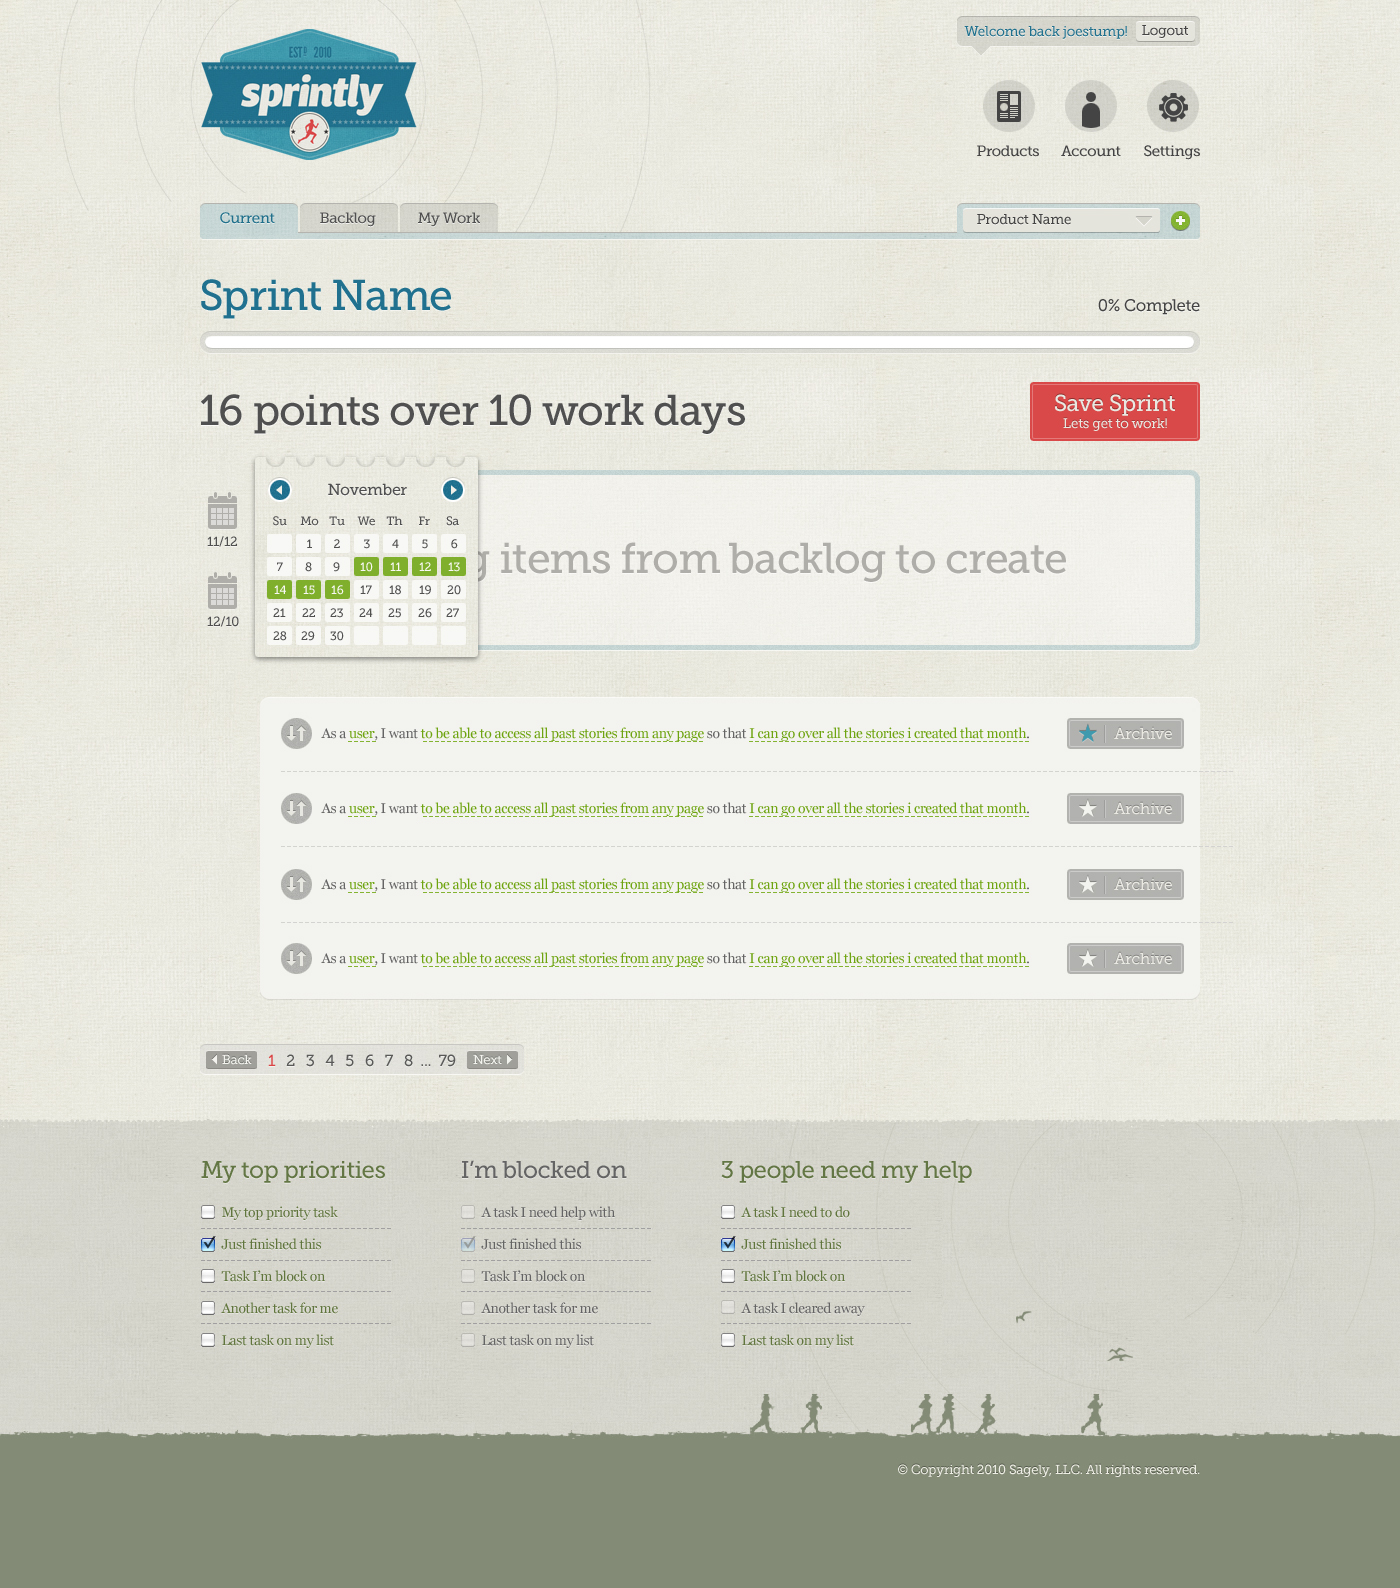 EST° 2010
sprintly
Welcome back joestump! Logout
Products Account Settings
Current Backlog My Work Product Name
Sprint Name
0% Complete
16 points over 10 work days
Save Sprint
Lets get to work!
November
Su Mo Tu We Th Fr Sa
1 2 3 4 5 6
7 8 9 10 11 12 13
14 15 16 17 18 19 20
21 22 23 24 25 26 27
28 29 30
11/12
12/10
items from backlog to create
As a user, I want to be able to access all past stories from any page so that I can go over all the stories i created that month. Archive
As a user, I want to be able to access all past stories from any page so that I can go over all the stories i created that month. Archive
As a user, I want to be able to access all past stories from any page so that I can go over all the stories i created that month. Archive
As a user, I want to be able to access all past stories from any page so that I can go over all the stories i created that month. Archive
Back 1 2 3 4 5 6 7 8 ... 79 Next
My top priorities
My top priority task
Just finished this
Task I'm block on
Another task for me
Last task on my list
I'm blocked on
A task I need help with
Just finished this
Task I'm block on
Another task for me
Last task on my list
3 people need my help
A task I need to do
Just finished this
Task I'm block on
A task I cleared away
Last task on my list
© Copyright 2010 Sagely, LLC. All rights reserved.